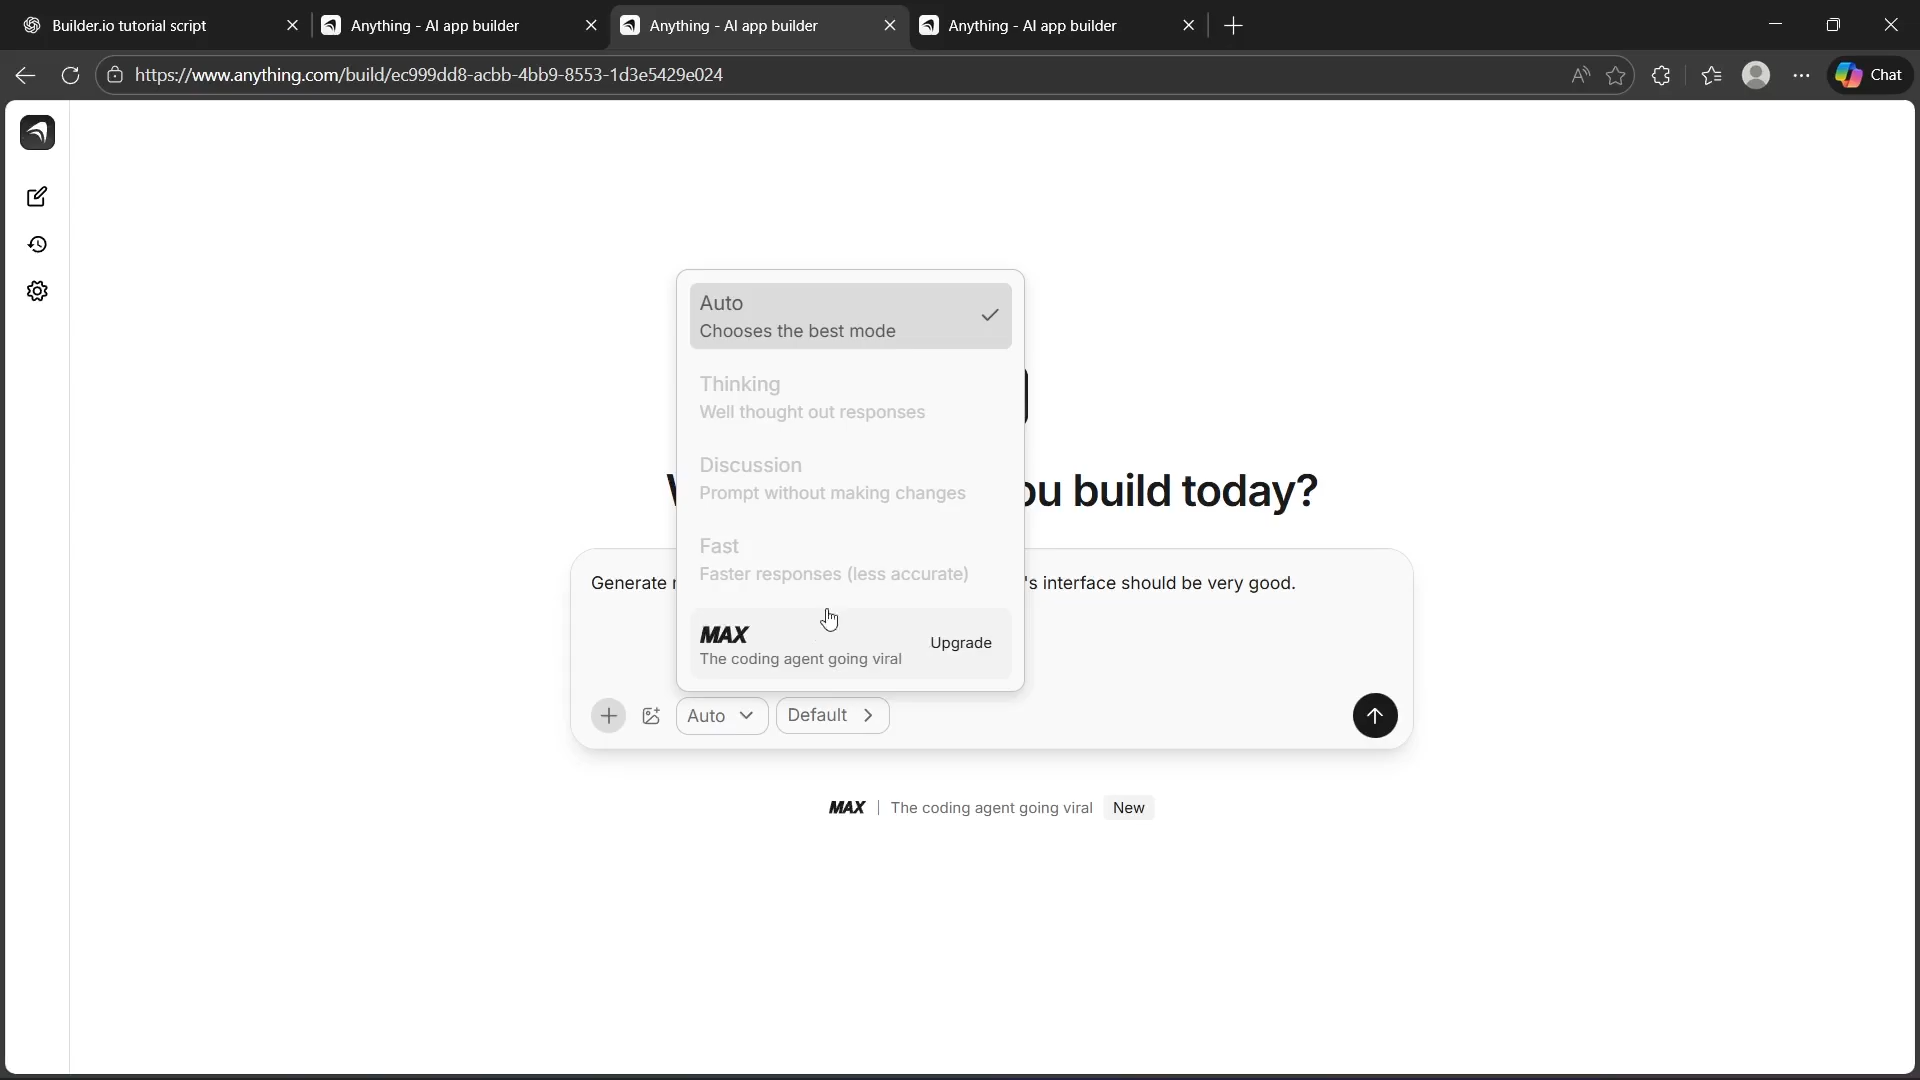 Builder.io tutorial script
Anything - AI app builder
Anything - AI app builder
Anything - AI app builder
https://www.anything.com/build/ec999dd8-acbb-4bb9-8553-1d3e5429e024
Chat
Auto
Chooses the best mode
Thinking
Well thought out responses
Discussion
Prompt without making changes
ou build today?
Fast
Faster responses (less accurate)
Generate
's interface should be very good.
MAX
The coding agent going viral
Upgrade
Auto
Default
MAX | The coding agent going viral New